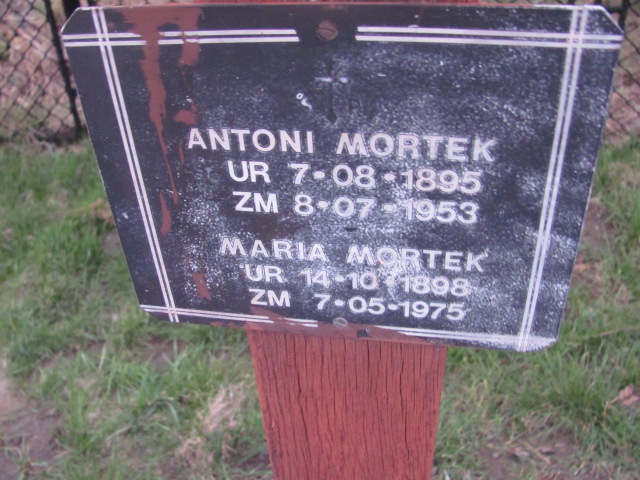 ANTONI MORTEK
UR 7-08-1895
ZM 8-07-1953
MARIA MORTEK
UR 14-10-1898
ZM 7-05-1975